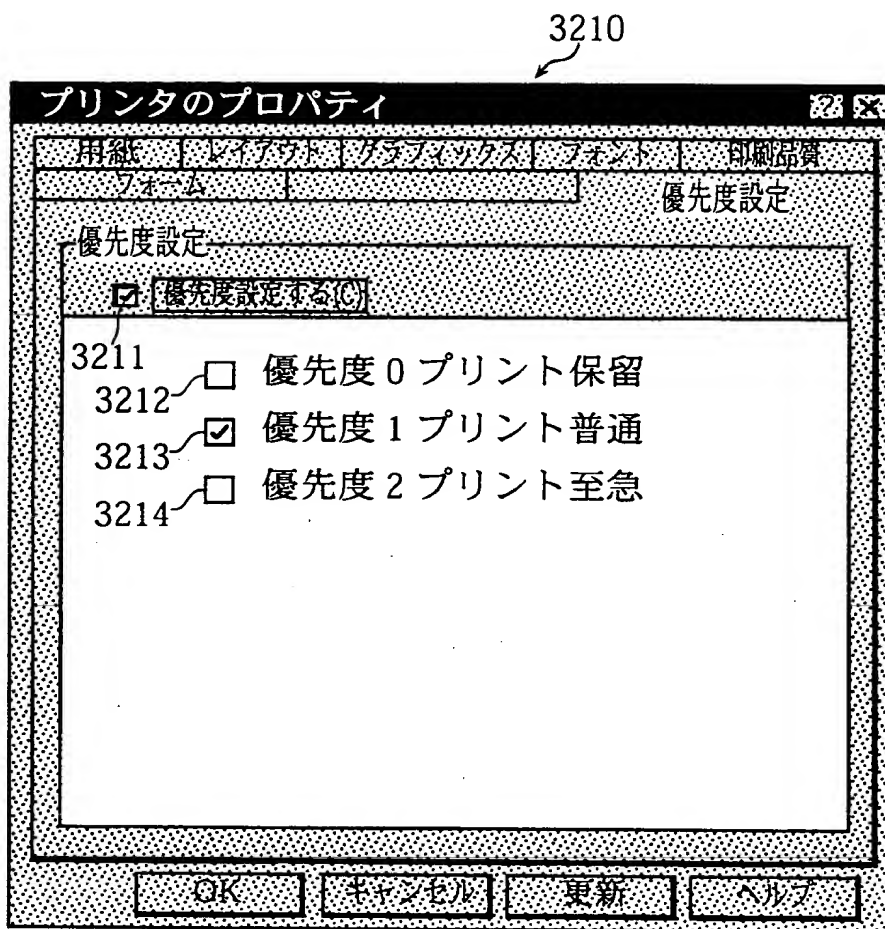 3210
プリンタのプロパティ
用紙 レイアウト グラフィックス フォント 印刷品質
フォーム 優先度設定
優先度設定
優先度設定する(C)
3211
3212 優先度0プリント保留
3213 優先度1プリント普通
3214 優先度2プリント至急
OK キャンセル 更新 ヘルプ